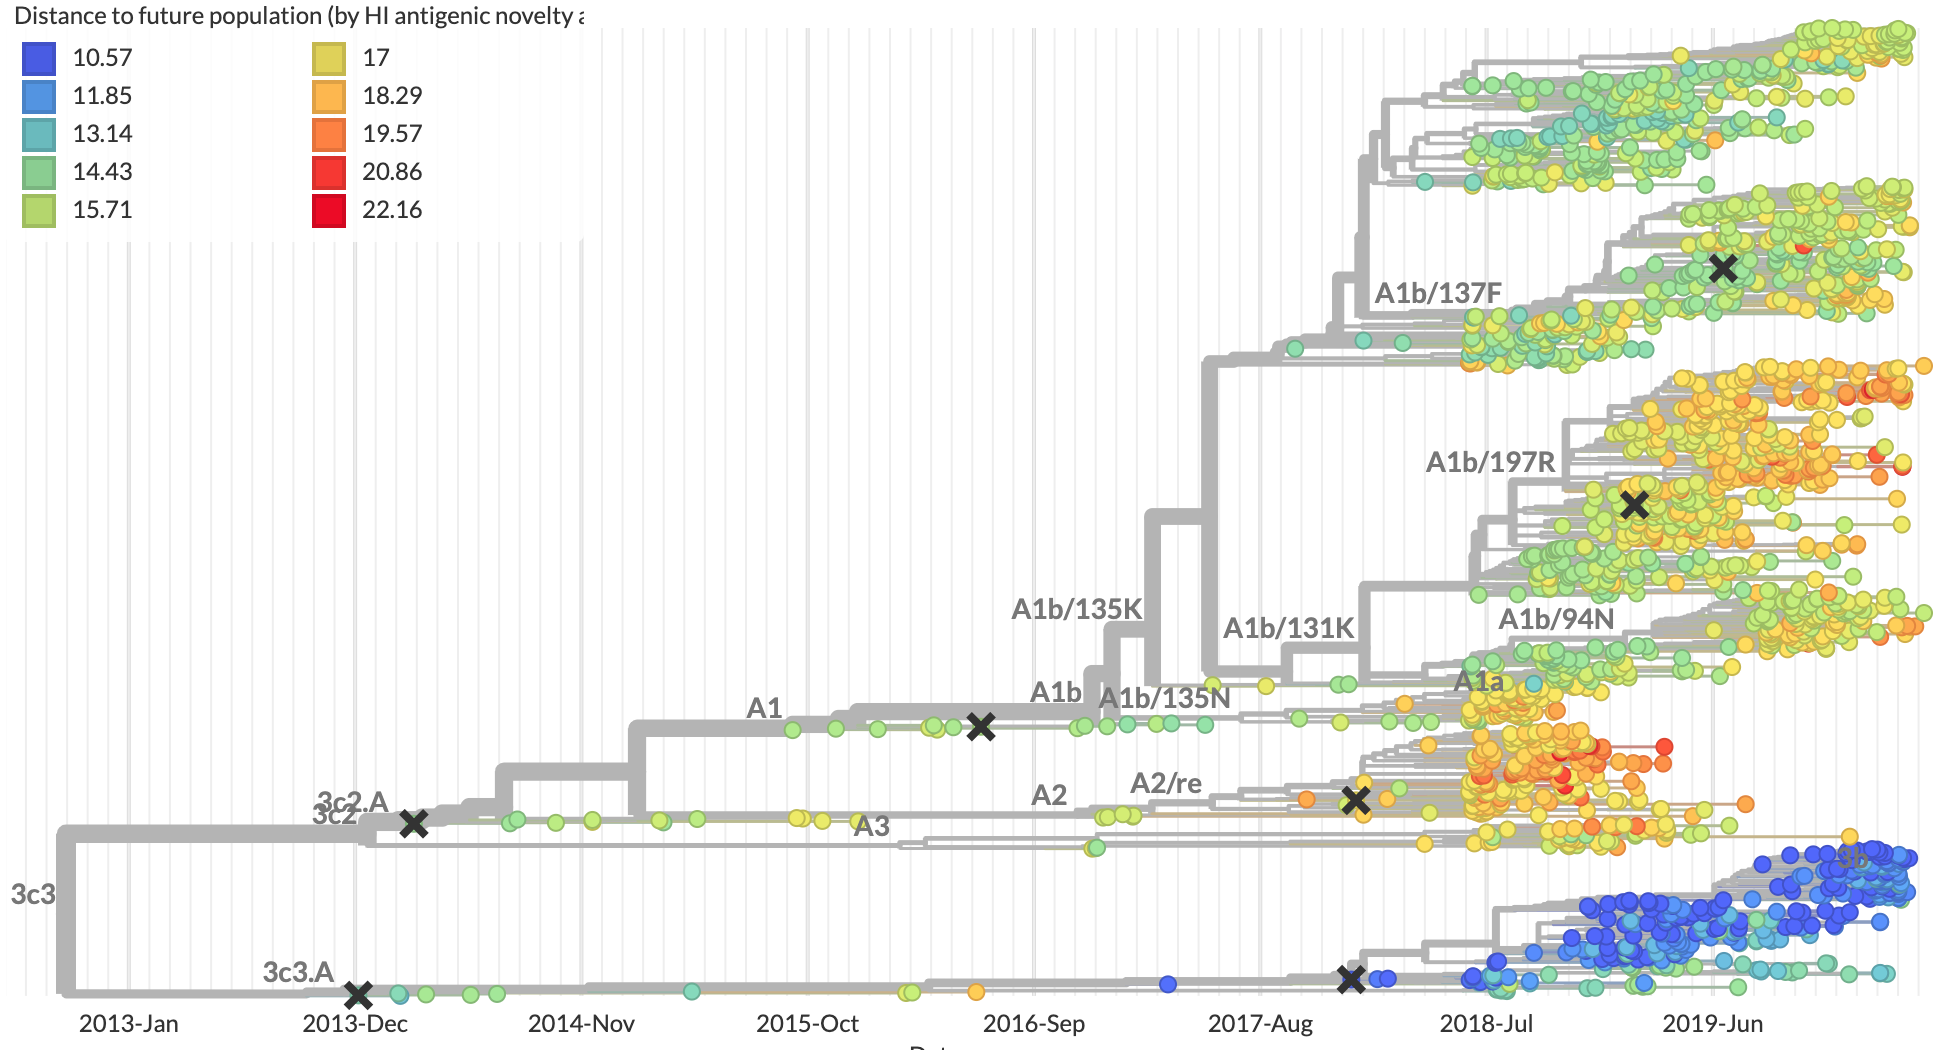 Distance to future population (by HI antigenic novelty
10.57
11.85
13.14
14.43
15.71
17
18.29
19.57
20.86
22.16
A1b/137F
A1b/197R
A1b/135K
A1b/131K
A1b/94N
A1b
A1b/135N
A1a
A1
A2/re
A2
3c2.A
3c2
A3
3b
3c3
3c3.A
2013-Jan
2013-Dec
2014-Nov
2015-Oct
2016-Sep
2017-Aug
2018-Jul
2019-Jun